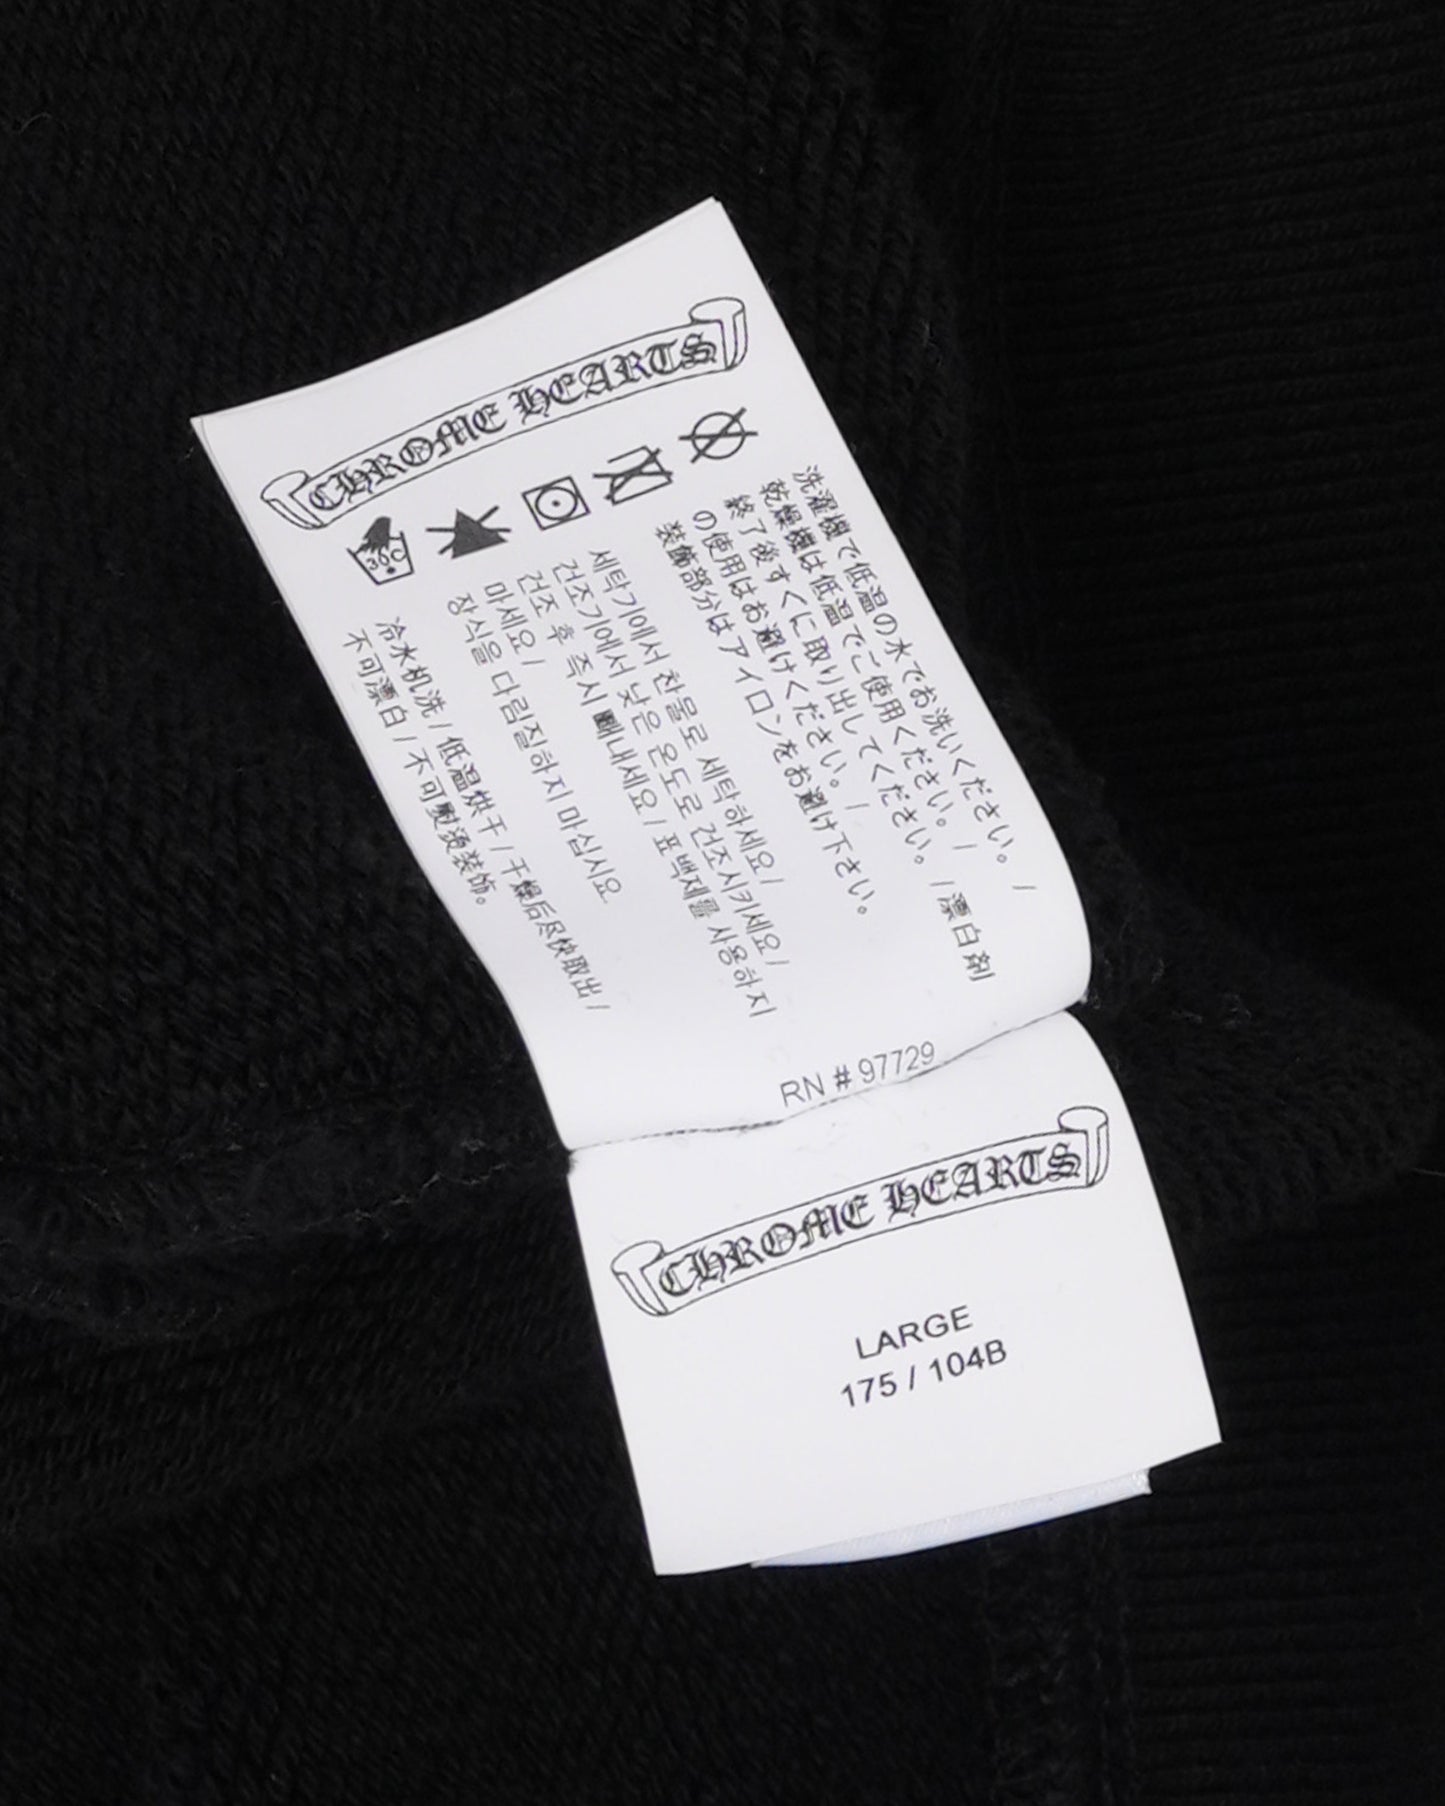 CHROME HEARTS
30C
洗濯機で低温の水でお洗いください。 /
乾燥機は低温でご使用ください。 /
終了後すぐに取り出してください。 / 漂白剤
の使用はお避けください。 /
装飾部分はアイロンをお避け下さい。
세탁기에서 찬물로 세탁하세요 /
건조기에서 낮은 온도로 건조시키세요 /
건조 후 즉시 빼내세요 / 표백제를 사용하지
마세요 /
장식을 다림질하지 마십시요
冷水机洗 / 低温烘干 / 干燥后尽快取出 /
不可漂白 / 不可熨烫装饰。
RN # 97729
CHROME HEARTS
LARGE
175 / 104B